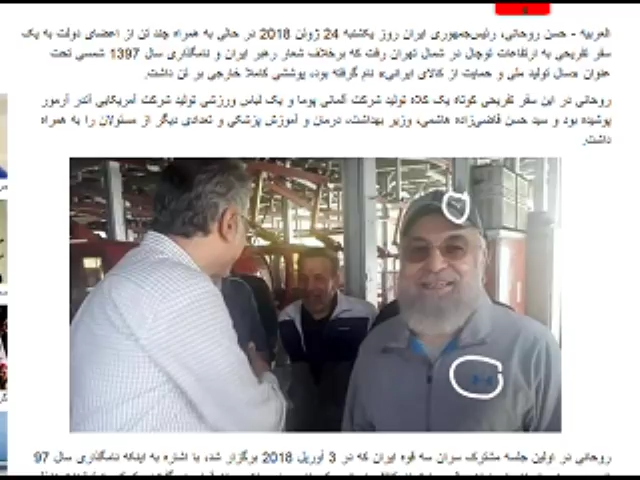 العربیه - حسن روحانی، رئیس‌جمهوری ایران روز یکشنبه 24 ژوئن 2018 در حالی به همراه چند تن از اعضای دولت به یک
سفر تفریحی به ارتفاعات توچال در شمال تهران رفت که برخلاف شعار رهبر ایران و نامگذاری سال 1397 شمسی تحت
عنوان «سال تولید ملی و حمایت از کالای ایرانی» نام گرفته بود، پوششی کاملا خارجی بر تن داشت.
روحانی در این سفر تفریحی کوتاه یک کلاه تولید شرکت آلمانی پوما و یک لباس ورزشی تولید شرکت آمریکایی آندر آرمور
پوشیده بود و سید حسن قاضی‌زاده هاشمی، وزیر بهداشت، درمان و آموزش پزشکی و تعدادی دیگر از مسئولان را به همراه
داشت.
روحانی در اولین جلسه مشترک سران سه قوه ایران که در 3 آوریل 2018 برگزار شد، با اشاره به اینکه نامگذاری سال 97